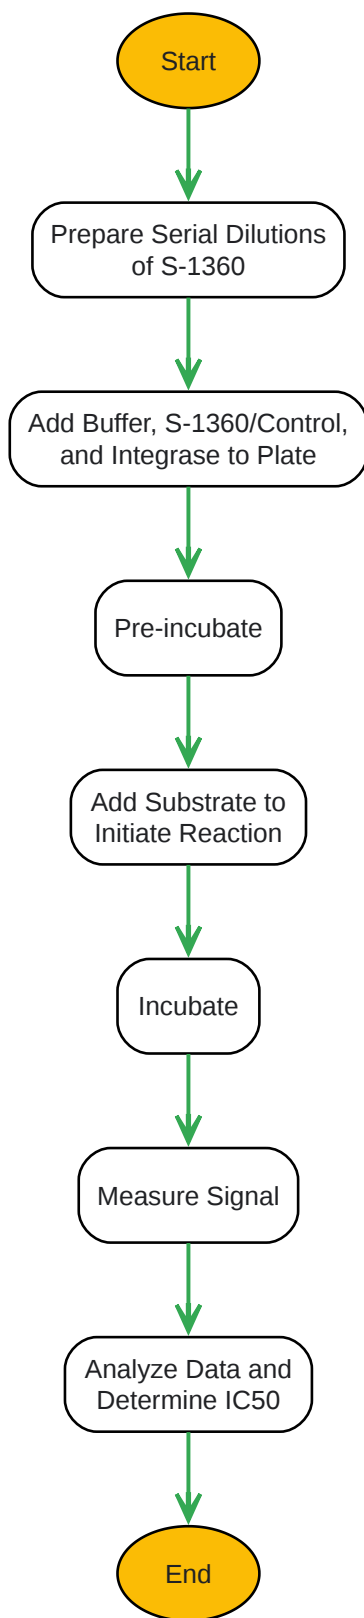 Start
Prepare Serial Dilutions
of S-1360
Add Buffer, S-1360/Control,
and Integrase to Plate
Pre-incubate
Add Substrate to
Initiate Reaction
Incubate
Measure Signal
Analyze Data and
Determine IC50
End